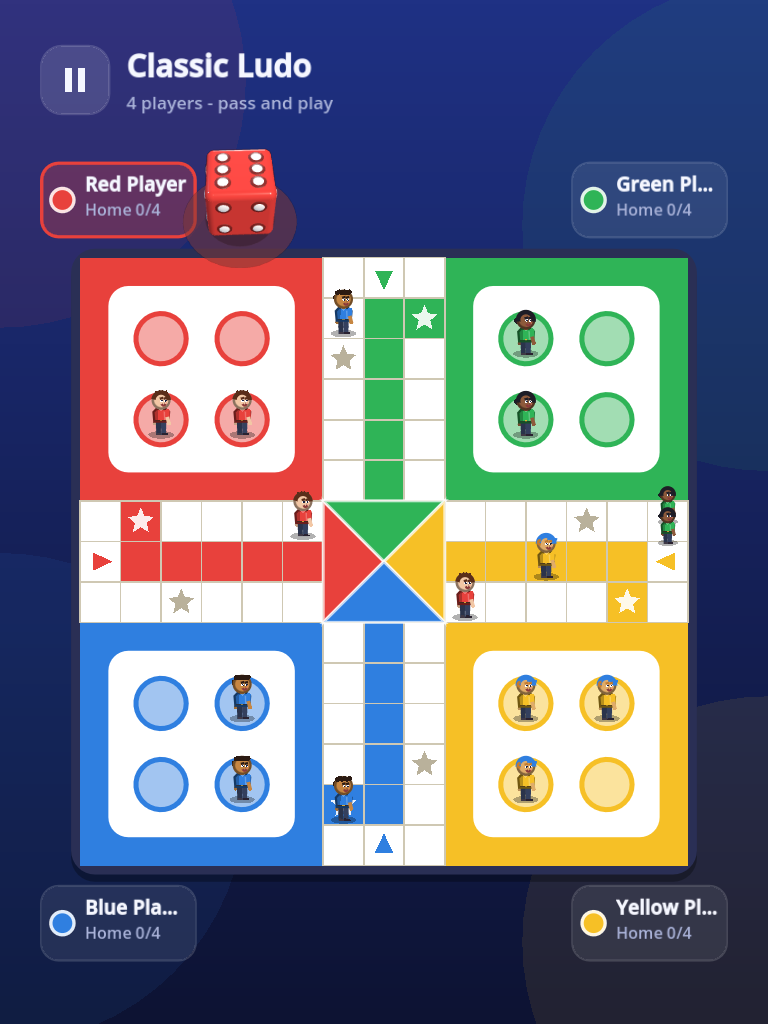 Classic Ludo
4 players - pass and play
Red Player
Home 0/4
Green Pl...
Home 0/4
Blue Pla...
Home 0/4
Yellow Pl...
Home 0/4